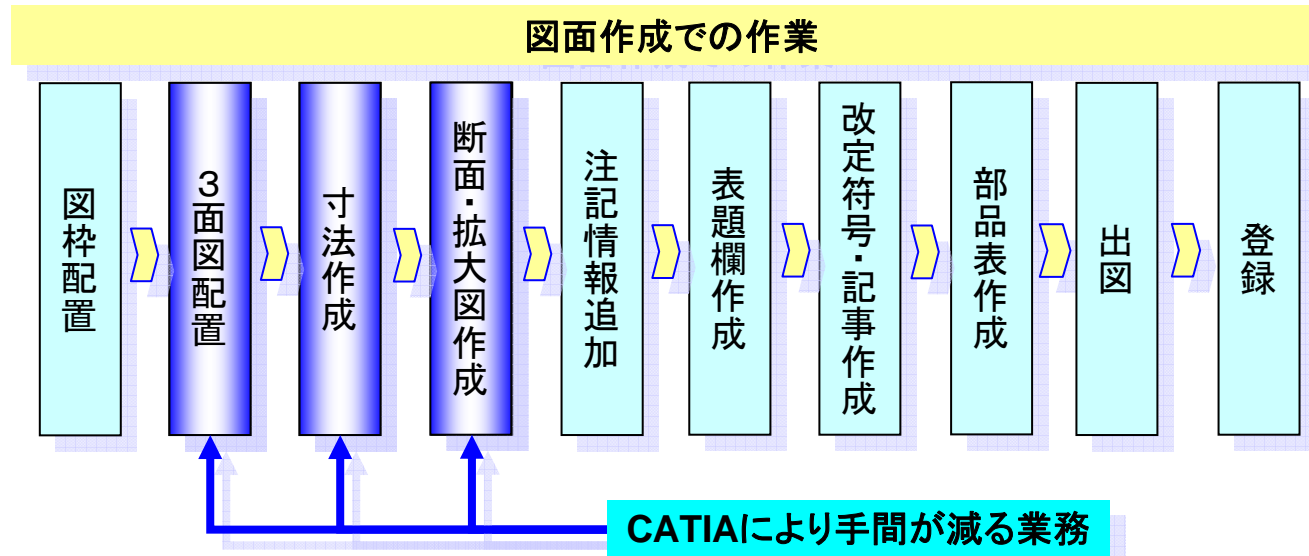 図面作成での作業
図枠配置
3面図配置
寸法作成
断面・拡大図作成
注記情報追加
表題欄作成
改定符号・記事作成
部品表作成
出図
登録
CATIAにより手間が減る業務